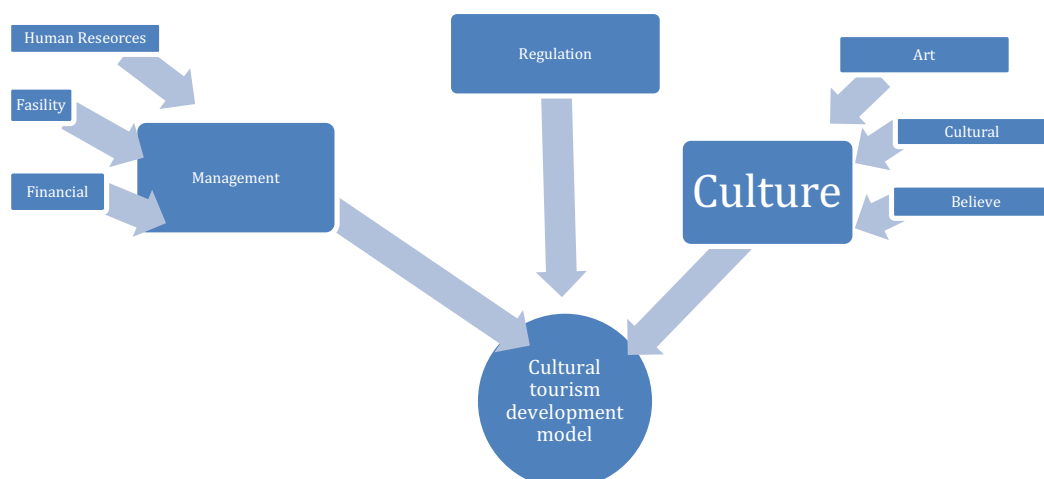 Human Reseorces
Fasility
Financial
Management
Regulation
Art
Cultural
Believe
Culture
Cultural
tourism
development
model